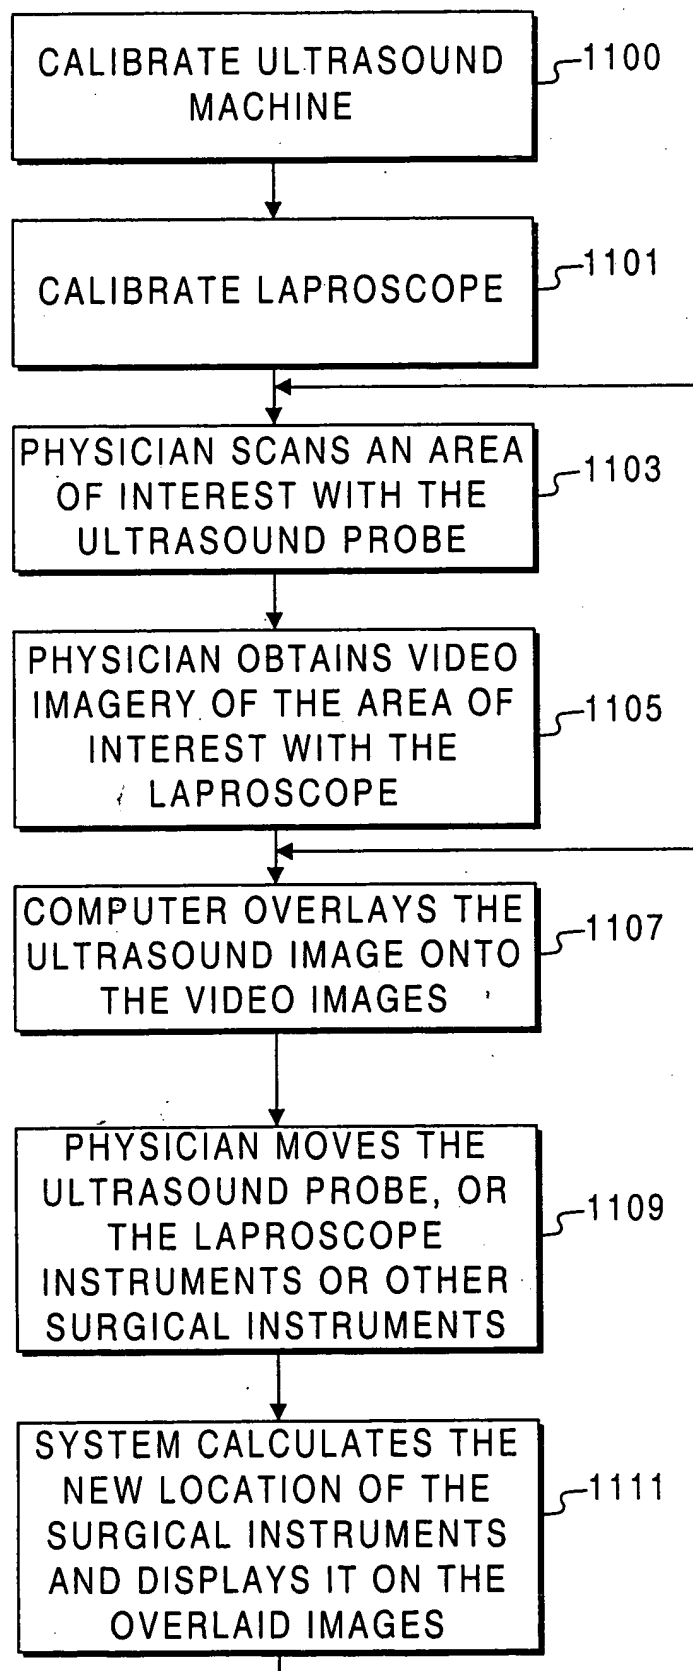 CALIBRATE ULTRASOUND
MACHINE
1100
CALIBRATE LAPROSCOPE
1101
PHYSICIAN SCANS AN AREA
OF INTEREST WITH THE
ULTRASOUND PROBE
1103
PHYSICIAN OBTAINS VIDEO
IMAGERY OF THE AREA OF
INTEREST WITH THE
LAPROSCOPE
1105
COMPUTER OVERLAYS THE
ULTRASOUND IMAGE ONTO
THE VIDEO IMAGES
1107
PHYSICIAN MOVES THE
ULTRASOUND PROBE, OR
THE LAPROSCOPE
INSTRUMENTS OR OTHER
SURGICAL INSTRUMENTS
1109
SYSTEM CALCULATES THE
NEW LOCATION OF THE
SURGICAL INSTRUMENTS
AND DISPLAYS IT ON THE
OVERLAID IMAGES
1111